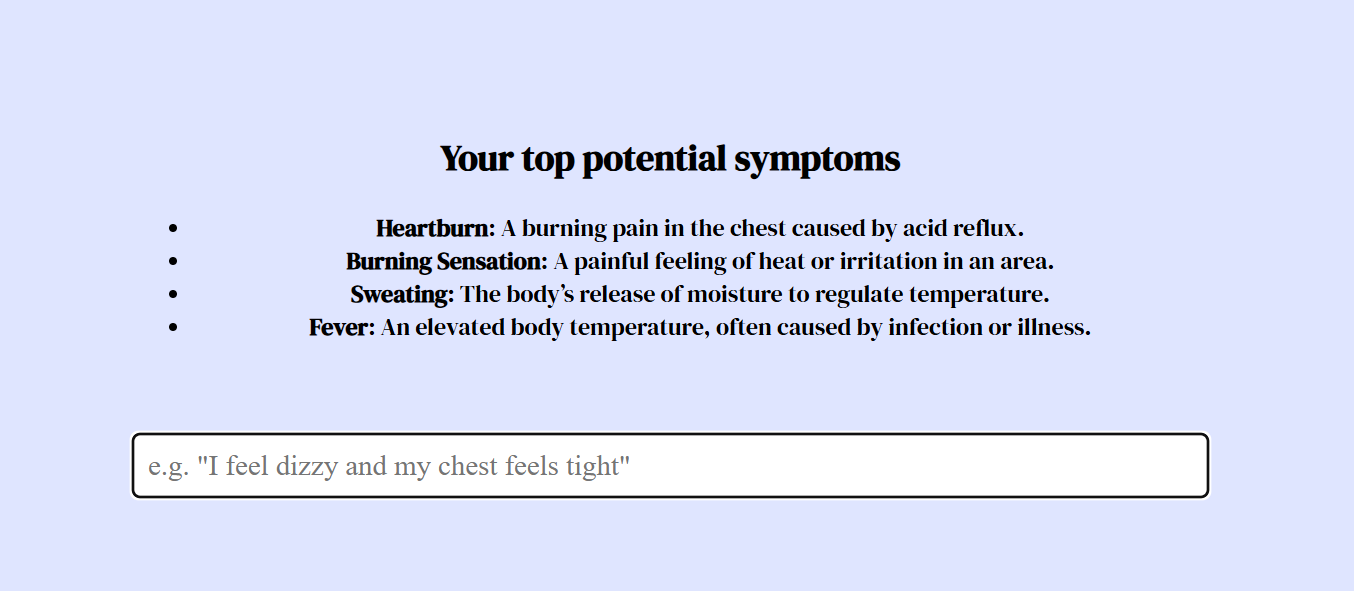 Your top potential symptoms
• Heartburn: A burning pain in the chest caused by acid reflux.
• Burning Sensation: A painful feeling of heat or irritation in an area.
• Sweating: The body’s release of moisture to regulate temperature.
• Fever: An elevated body temperature, often caused by infection or illness.
e.g. "I feel dizzy and my chest feels tight"